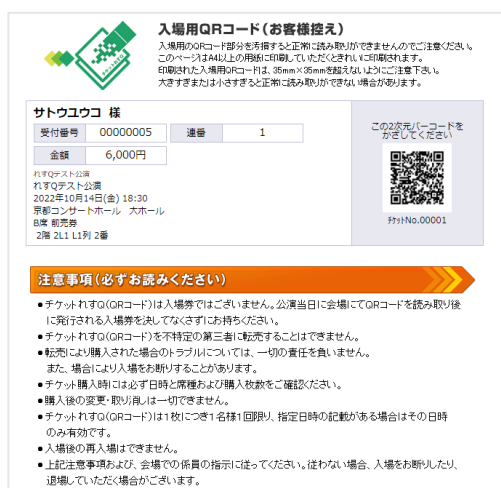 入場用QRコード(お客様控え)
入場用のQRコード部分を汚損すると正常に読み取りができませんのでご注意ください。
このページはA4以上の用紙に印刷していただくときれいに印刷されます。
印刷された入場用QRコードは、35mm×35mmを超えないようにご注意下さい。
大きすぎまたは小さすぎると正常に読み取りができない場合があります。
サトウユウコ 様
受付番号 00000005 連番 1
金額 6,000円
れすQテスト公演
れすQテスト公演
2022年10月14日(金) 18:30
京都コンサートホール 大ホール
B席 前売券
2階 2L1 L1列 2番
この2次元バーコードを
かざしてください
チケットNo.00001
注意事項(必ずお読みください)
●チケットれすQ(QRコード)は入場券ではございません。公演当日に会場にてQRコードを読み取り後
に発行される入場券を決してなくさずにお持ちください。
●チケットれすQ(QRコード)を不特定の第三者に転売することはできません。
●転売により購入された場合のトラブルについては、一切の責任を負いません。
また、場合により入場をお断りすることがあります。
●チケット購入時には必ず日時と席種および購入枚数をご確認ください。
●購入後の変更・取り消しは一切できません。
●チケットれすQ(QRコード)は1枚につき1名様1回限り、指定日時の記載がある場合はその日時
のみ有効です。
●入場後の再入場はできません。
●上記注意事項および、会場での係員の指示に従ってください。従わない場合、入場をお断りしたり、
退場していただく場合がございます。